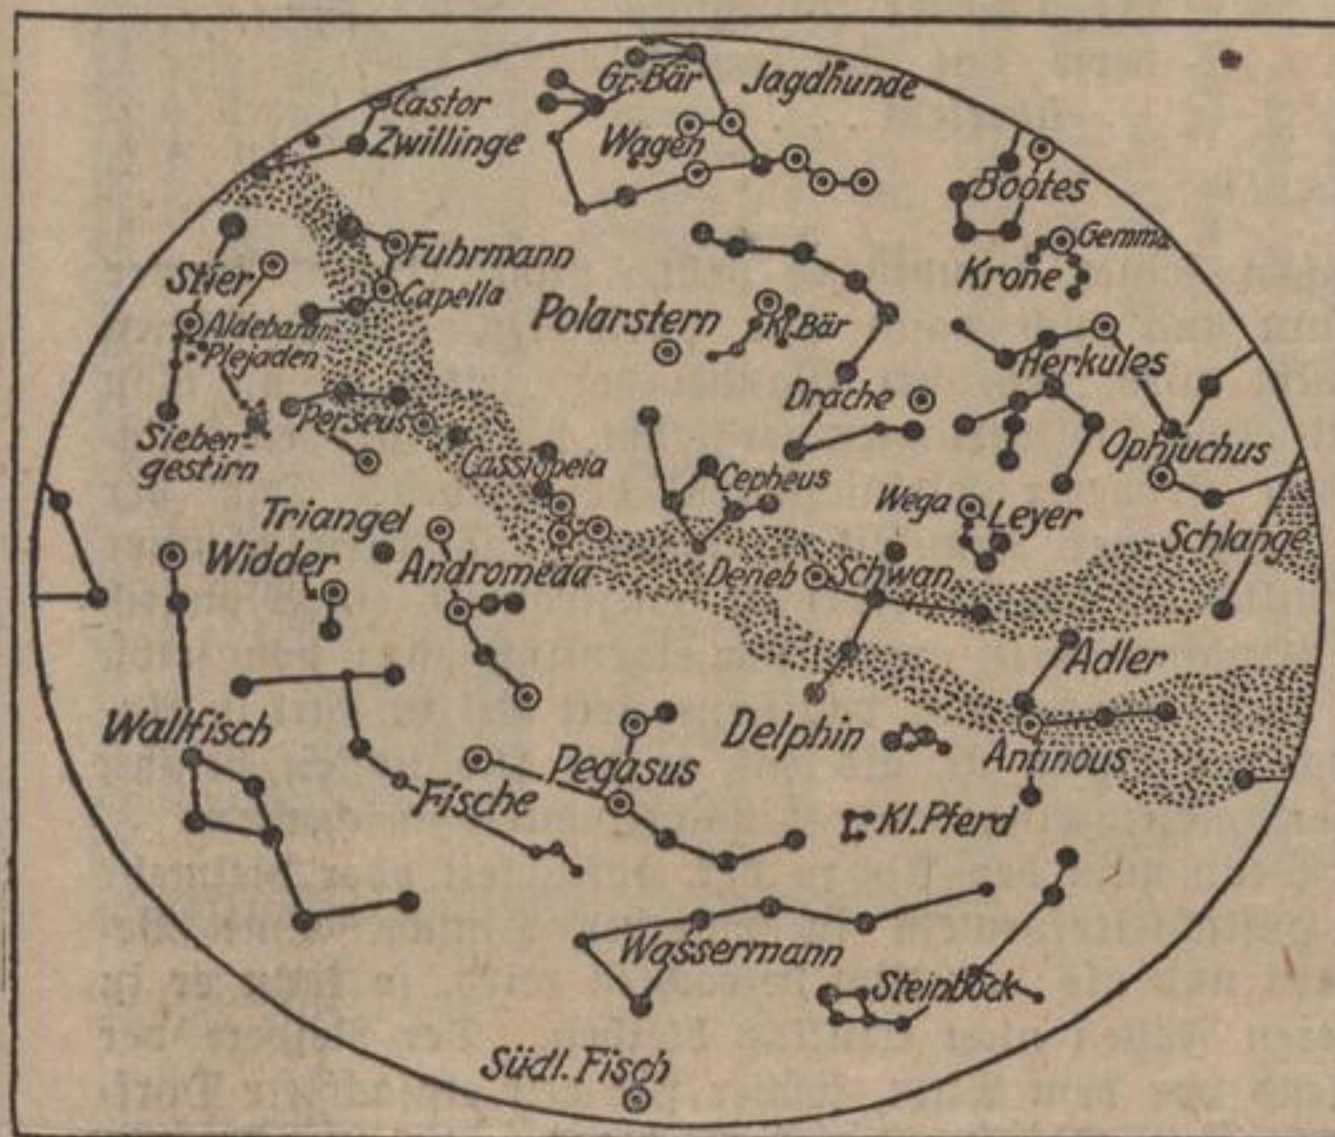 Gr. Bär
Jagdhunde
Castor
Zwillinge
Wagen
Bootes
Gemma
Krone
Fuhrmann
Stier
Capella
Polarstern
Kl. Bär
Aldebaran
Plejaden
Herkules
Drache
Perseus
Sieben-
gestirn
Cassiopeia
Cepheus
Ophiuchus
Wega
Leyer
Triangel
Schlange
Widder
Andromeda
Deneb
Schwan
Adler
Wallfisch
Delphin
Antinous
Pegasus
Fische
Kl. Pferd
Wassermann
Steinbock
Südl. Fisch